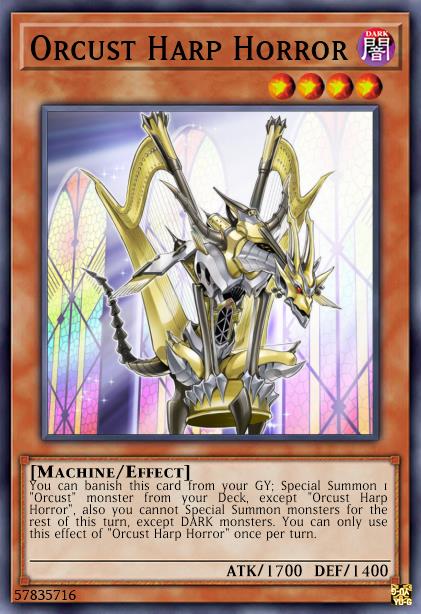 ORCUST HARP HORROR
DARK
闇
[MACHINE/EFFECT]
You can banish this card from your GY; Special Summon 1
"Orcust" monster from your Deck, except "Orcust Harp
Horror", also you cannot Special Summon monsters for the
rest of this turn, except DARK monsters. You can only use
this effect of "Orcust Harp Horror" once per turn.
ATK/1700 DEF/1400
57835716